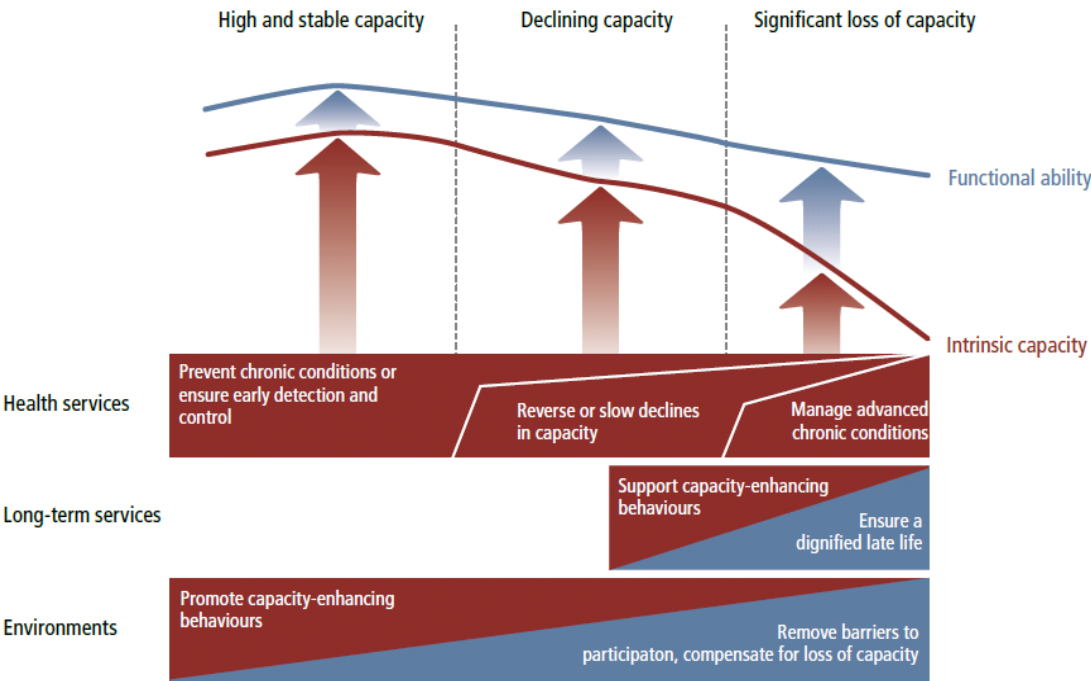 High and stable capacity
Declining capacity
Significant loss of capacity
Functional ability
Intrinsic capacity
Health services
Prevent chronic conditions or
ensure early detection and
control
Reverse or slow declines
in capacity
Manage advanced
chronic conditions
Long-term services
Support capacity-enhancing
behaviours
Ensure a
dignified late life
Environments
Promote capacity-enhancing
behaviours
Remove barriers to
participaton, compensate for loss of capacity